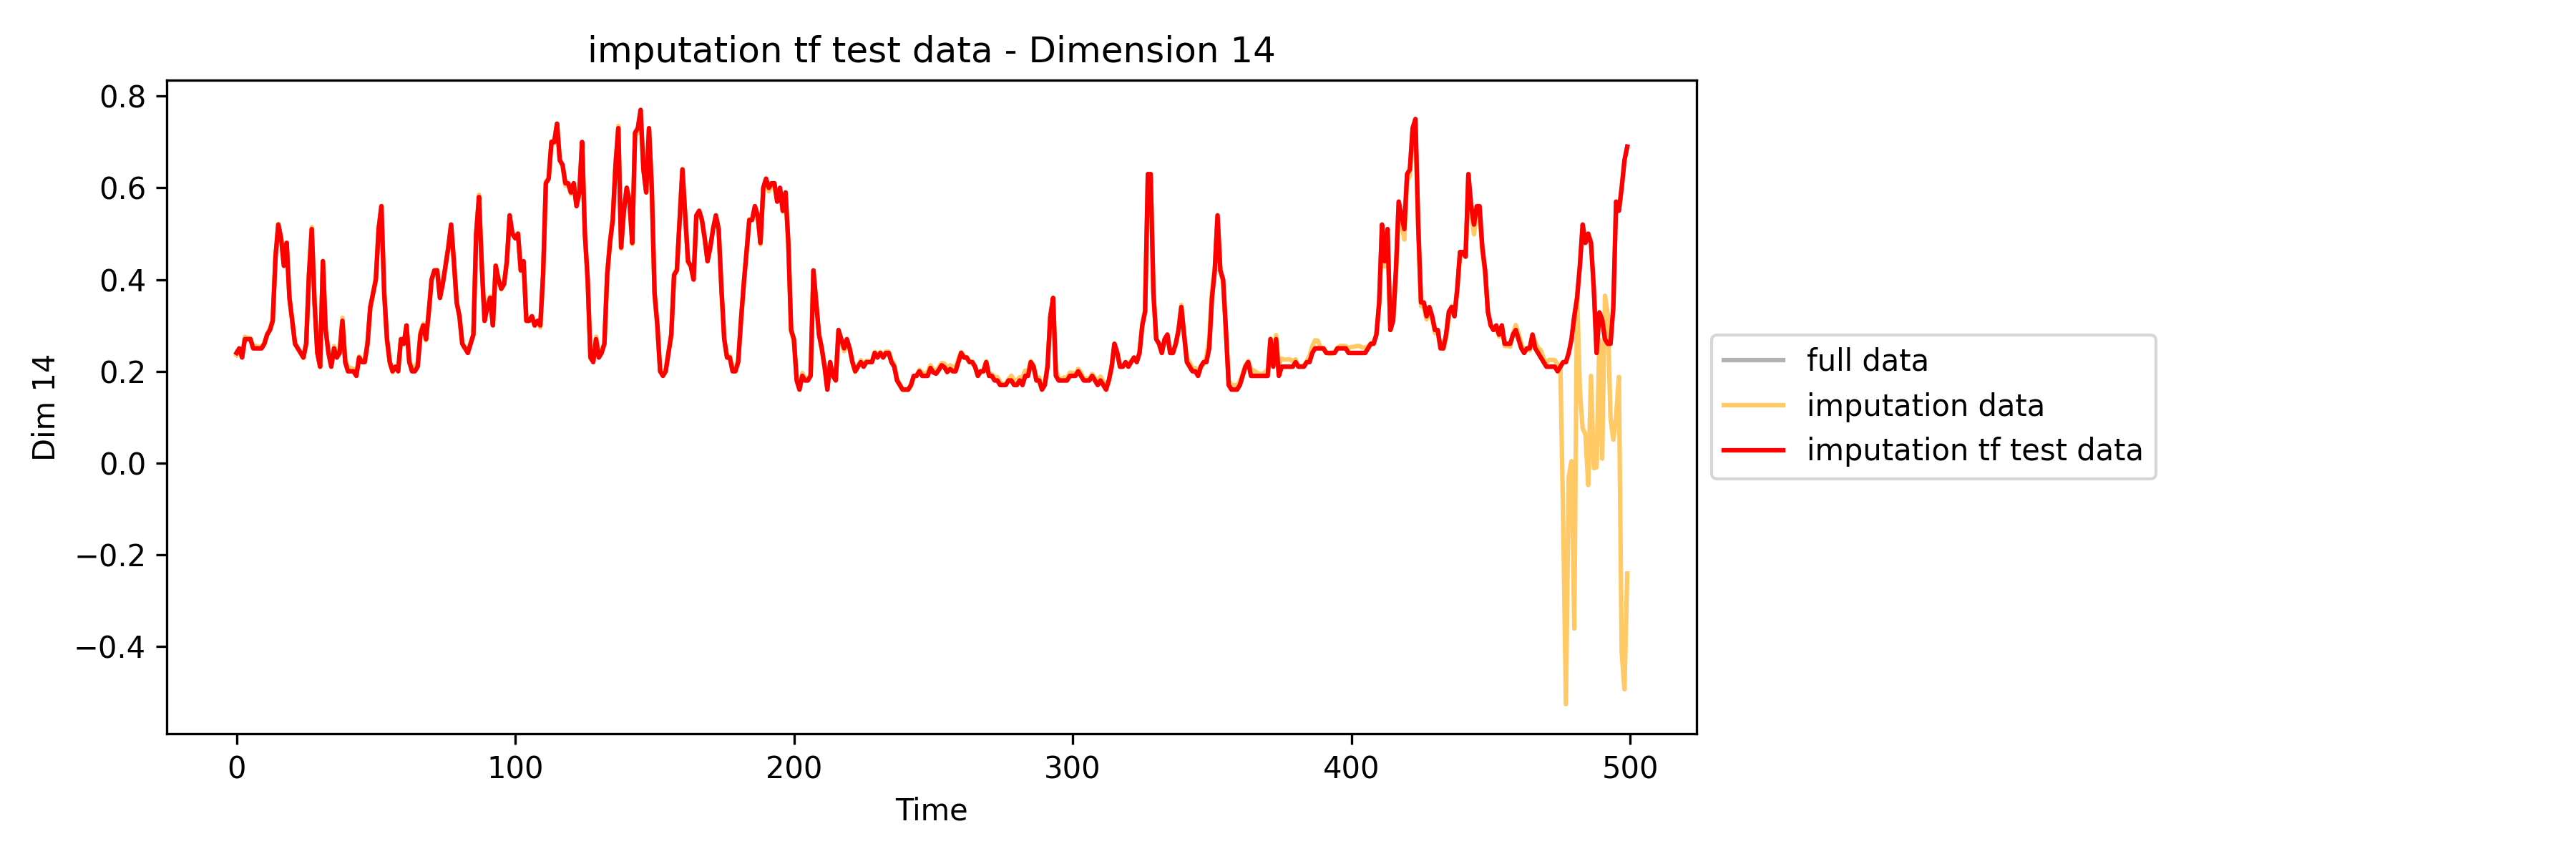 imputation tf test data - Dimension 14
0.8
0.6
0.4
0.2
0.0
−0.2
−0.4
Dim 14
0 100 200 300 400 500
Time
full data
imputation data
imputation tf test data